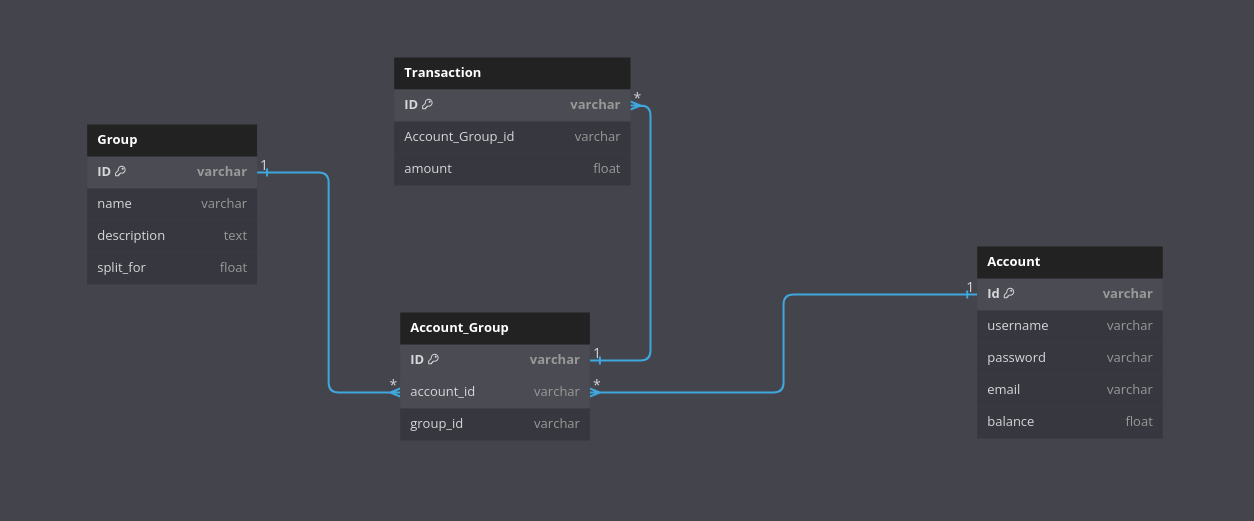 Transaction
ID varchar
Account_Group_id varchar
amount float
*
Group
ID varchar
name varchar
description text
split_for float
1
Account
Id varchar
username varchar
password varchar
email varchar
balance float
1
Account_Group
ID varchar
account_id varchar
group_id varchar
1
*
*